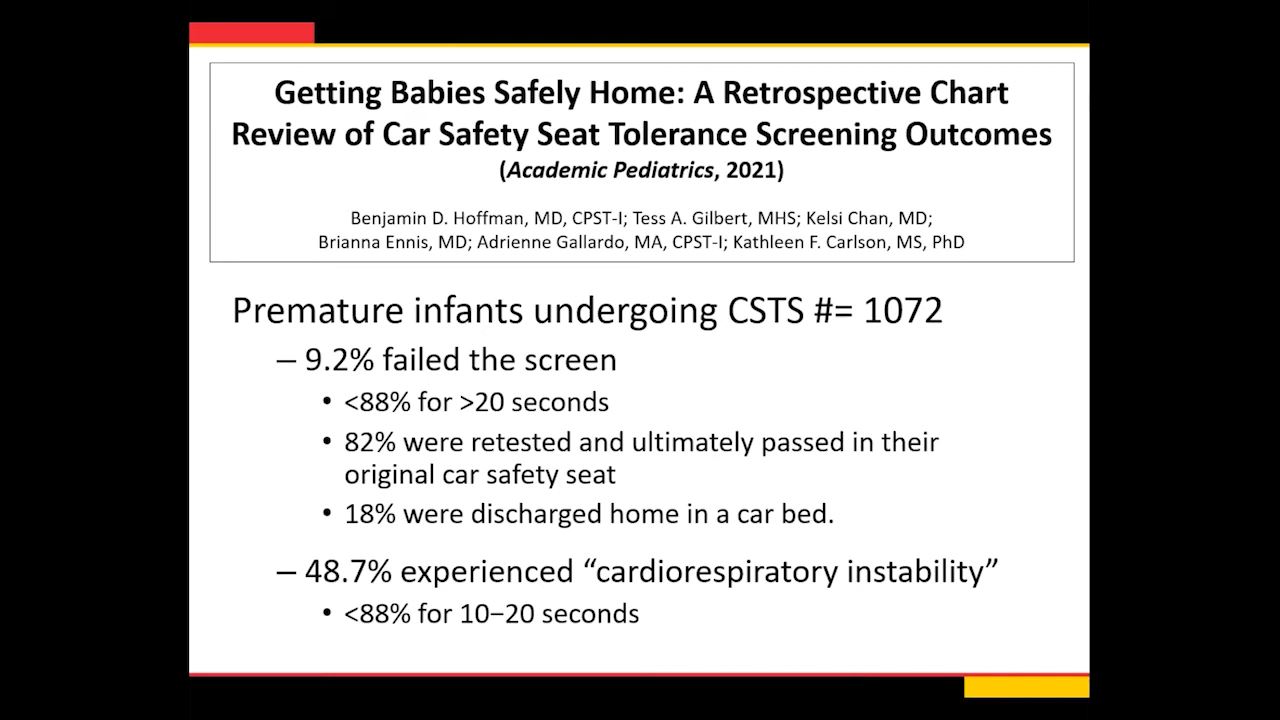 Getting Babies Safely Home: A Retrospective Chart
Review of Car Safety Seat Tolerance Screening Outcomes
(Academic Pediatrics, 2021)
Benjamin D. Hoffman, MD, CPST-I; Tess A. Gilbert, MHS; Kelsi Chan, MD;
Brianna Ennis, MD; Adrienne Gallardo, MA, CPST-I; Kathleen F. Carlson, MS, PhD
Premature infants undergoing CSTS #= 1072
– 9.2% failed the screen
• <88% for >20 seconds
• 82% were retested and ultimately passed in their
original car safety seat
• 18% were discharged home in a car bed.
– 48.7% experienced “cardiorespiratory instability”
• <88% for 10–20 seconds